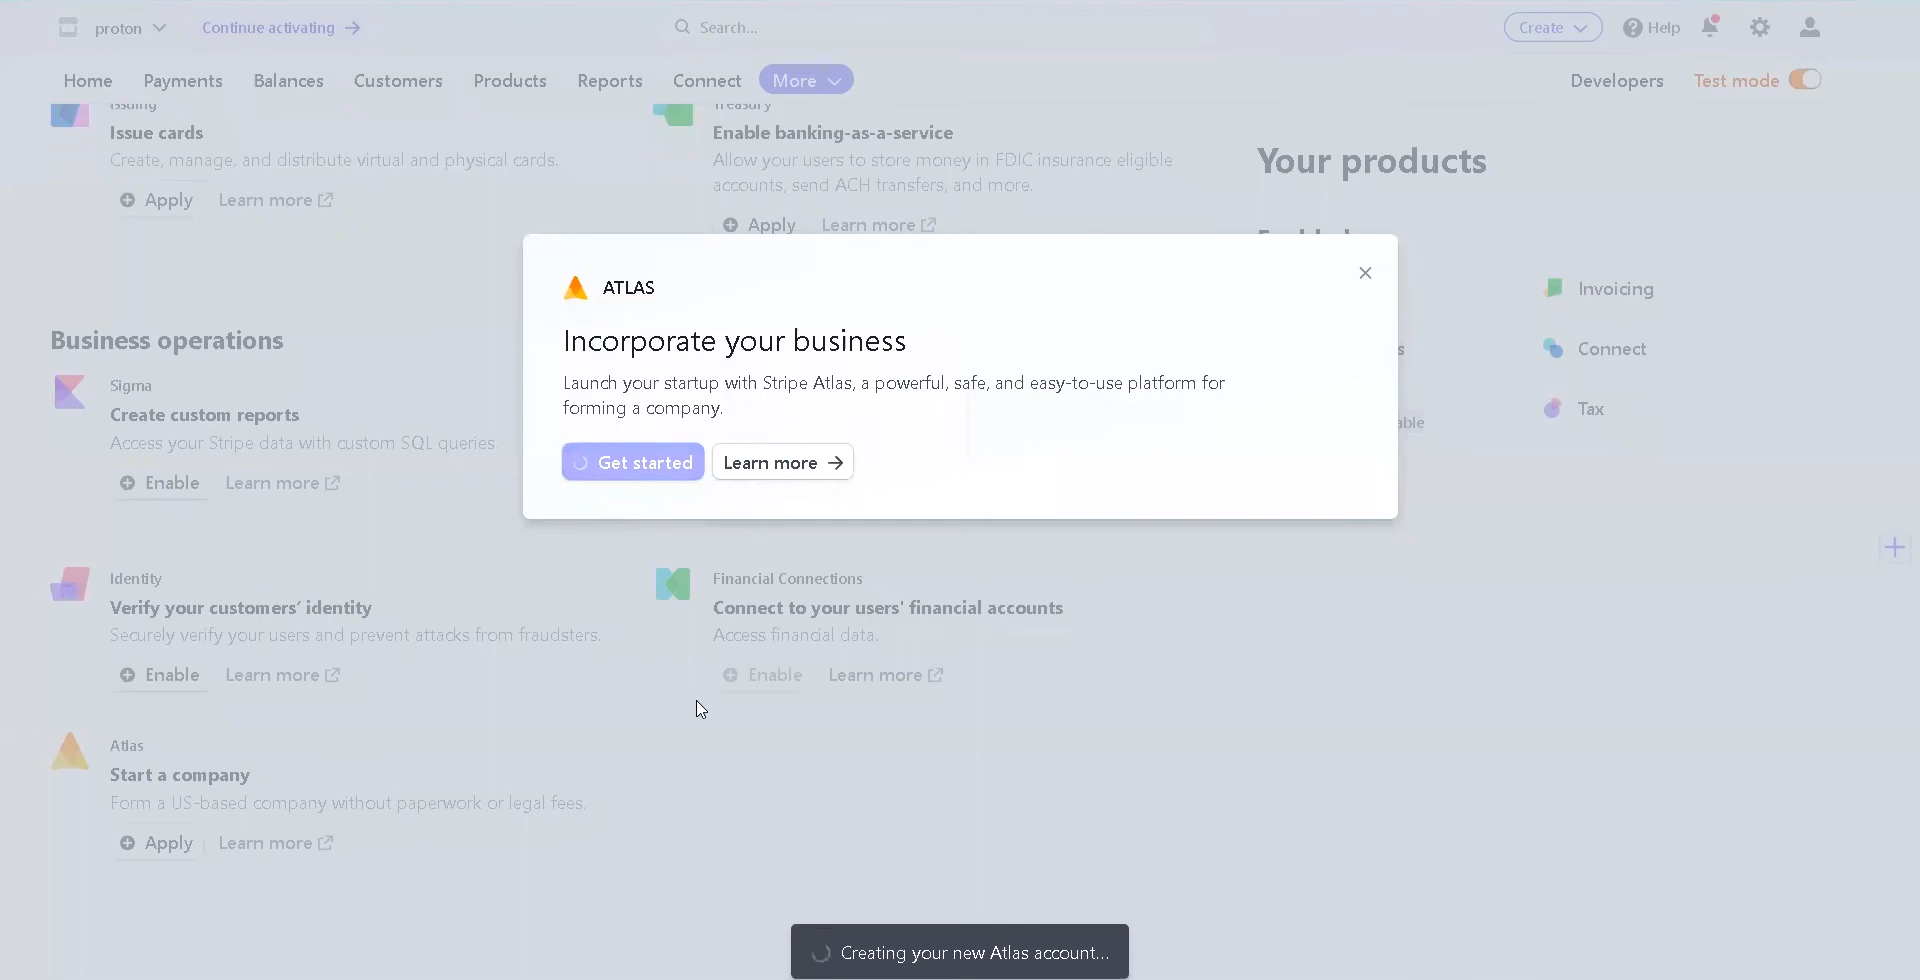 proton
Continue activating
Search...
Create
Help
Home
Payments
Balances
Customers
Products
Reports
Connect
More
Developers
Test mode
Issuing
Issue cards
Create, manage, and distribute virtual and physical cards.
Apply
Learn more
Treasury
Enable banking-as-a-service
Allow your users to store money in FDIC insurance eligible
accounts, send ACH transfers, and more.
Apply
Learn more
Your products
ATLAS
Incorporate your business
Launch your startup with Stripe Atlas, a powerful, safe, and easy-to-use platform for
forming a company.
Get started
Learn more
Invoicing
Connect
Tax
Business operations
Sigma
Create custom reports
Access your Stripe data with custom SQL queries.
Enable
Learn more
Identity
Verify your customers' identity
Securely verify your users and prevent attacks from fraudsters.
Enable
Learn more
Financial Connections
Connect to your users' financial accounts
Access financial data.
Enable
Learn more
Atlas
Start a company
Form a US-based company without paperwork or legal fees.
Apply
Learn more
Creating your new Atlas account...